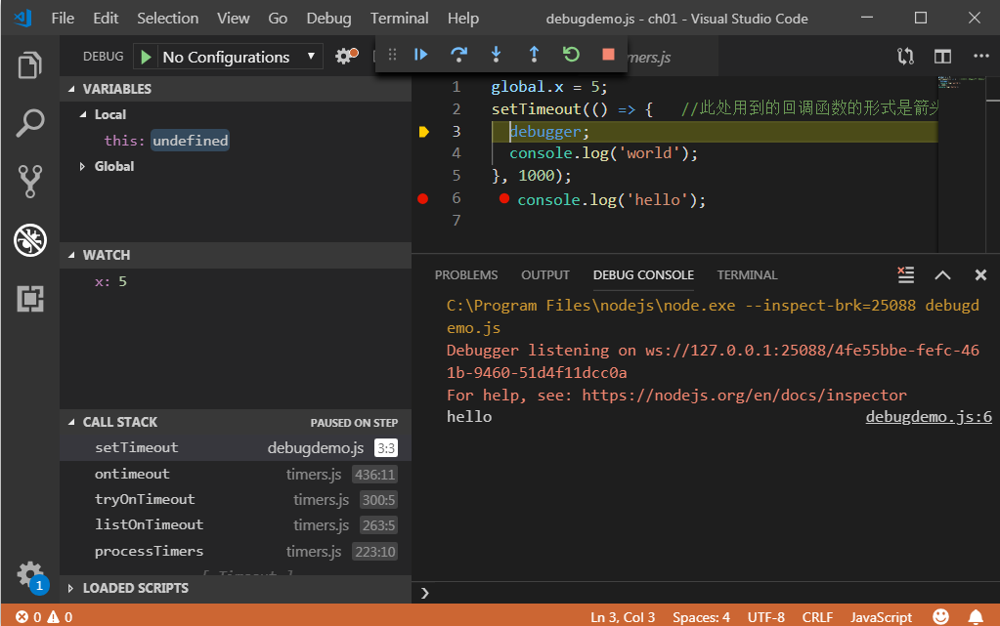 File Edit Selection View Go Debug Terminal Help debugdemo.js - ch01 - Visual Studio Code
DEBUG No Configurations
VARIABLES
Local
this: undefined
Global
WATCH
x: 5
CALL STACK PAUSED ON STEP
setTimeout debugdemo.js 3:3
ontimeout timers.js 436:11
tryOnTimeout timers.js 300:5
listOnTimeout timers.js 263:5
processTimers timers.js 223:10
[ Timeout ]
LOADED SCRIPTS
1
mers.js
1 global.x = 5;
2 setTimeout(() => { //此处用到的回调函数的形式是箭头
3 debugger;
4 console.log('world');
5 }, 1000);
6 console.log('hello');
7
PROBLEMS OUTPUT DEBUG CONSOLE TERMINAL
C:\Program Files\nodejs\node.exe --inspect-brk=25088 debugd
emo.js
Debugger listening on ws://127.0.0.1:25088/4fe55bbe-fefc-46
1b-9460-51d4f11dcc0a
For help, see: https://nodejs.org/en/docs/inspector
hello debugdemo.js:6
0 0 Ln 3, Col 3 Spaces: 4 UTF-8 CRLF JavaScript